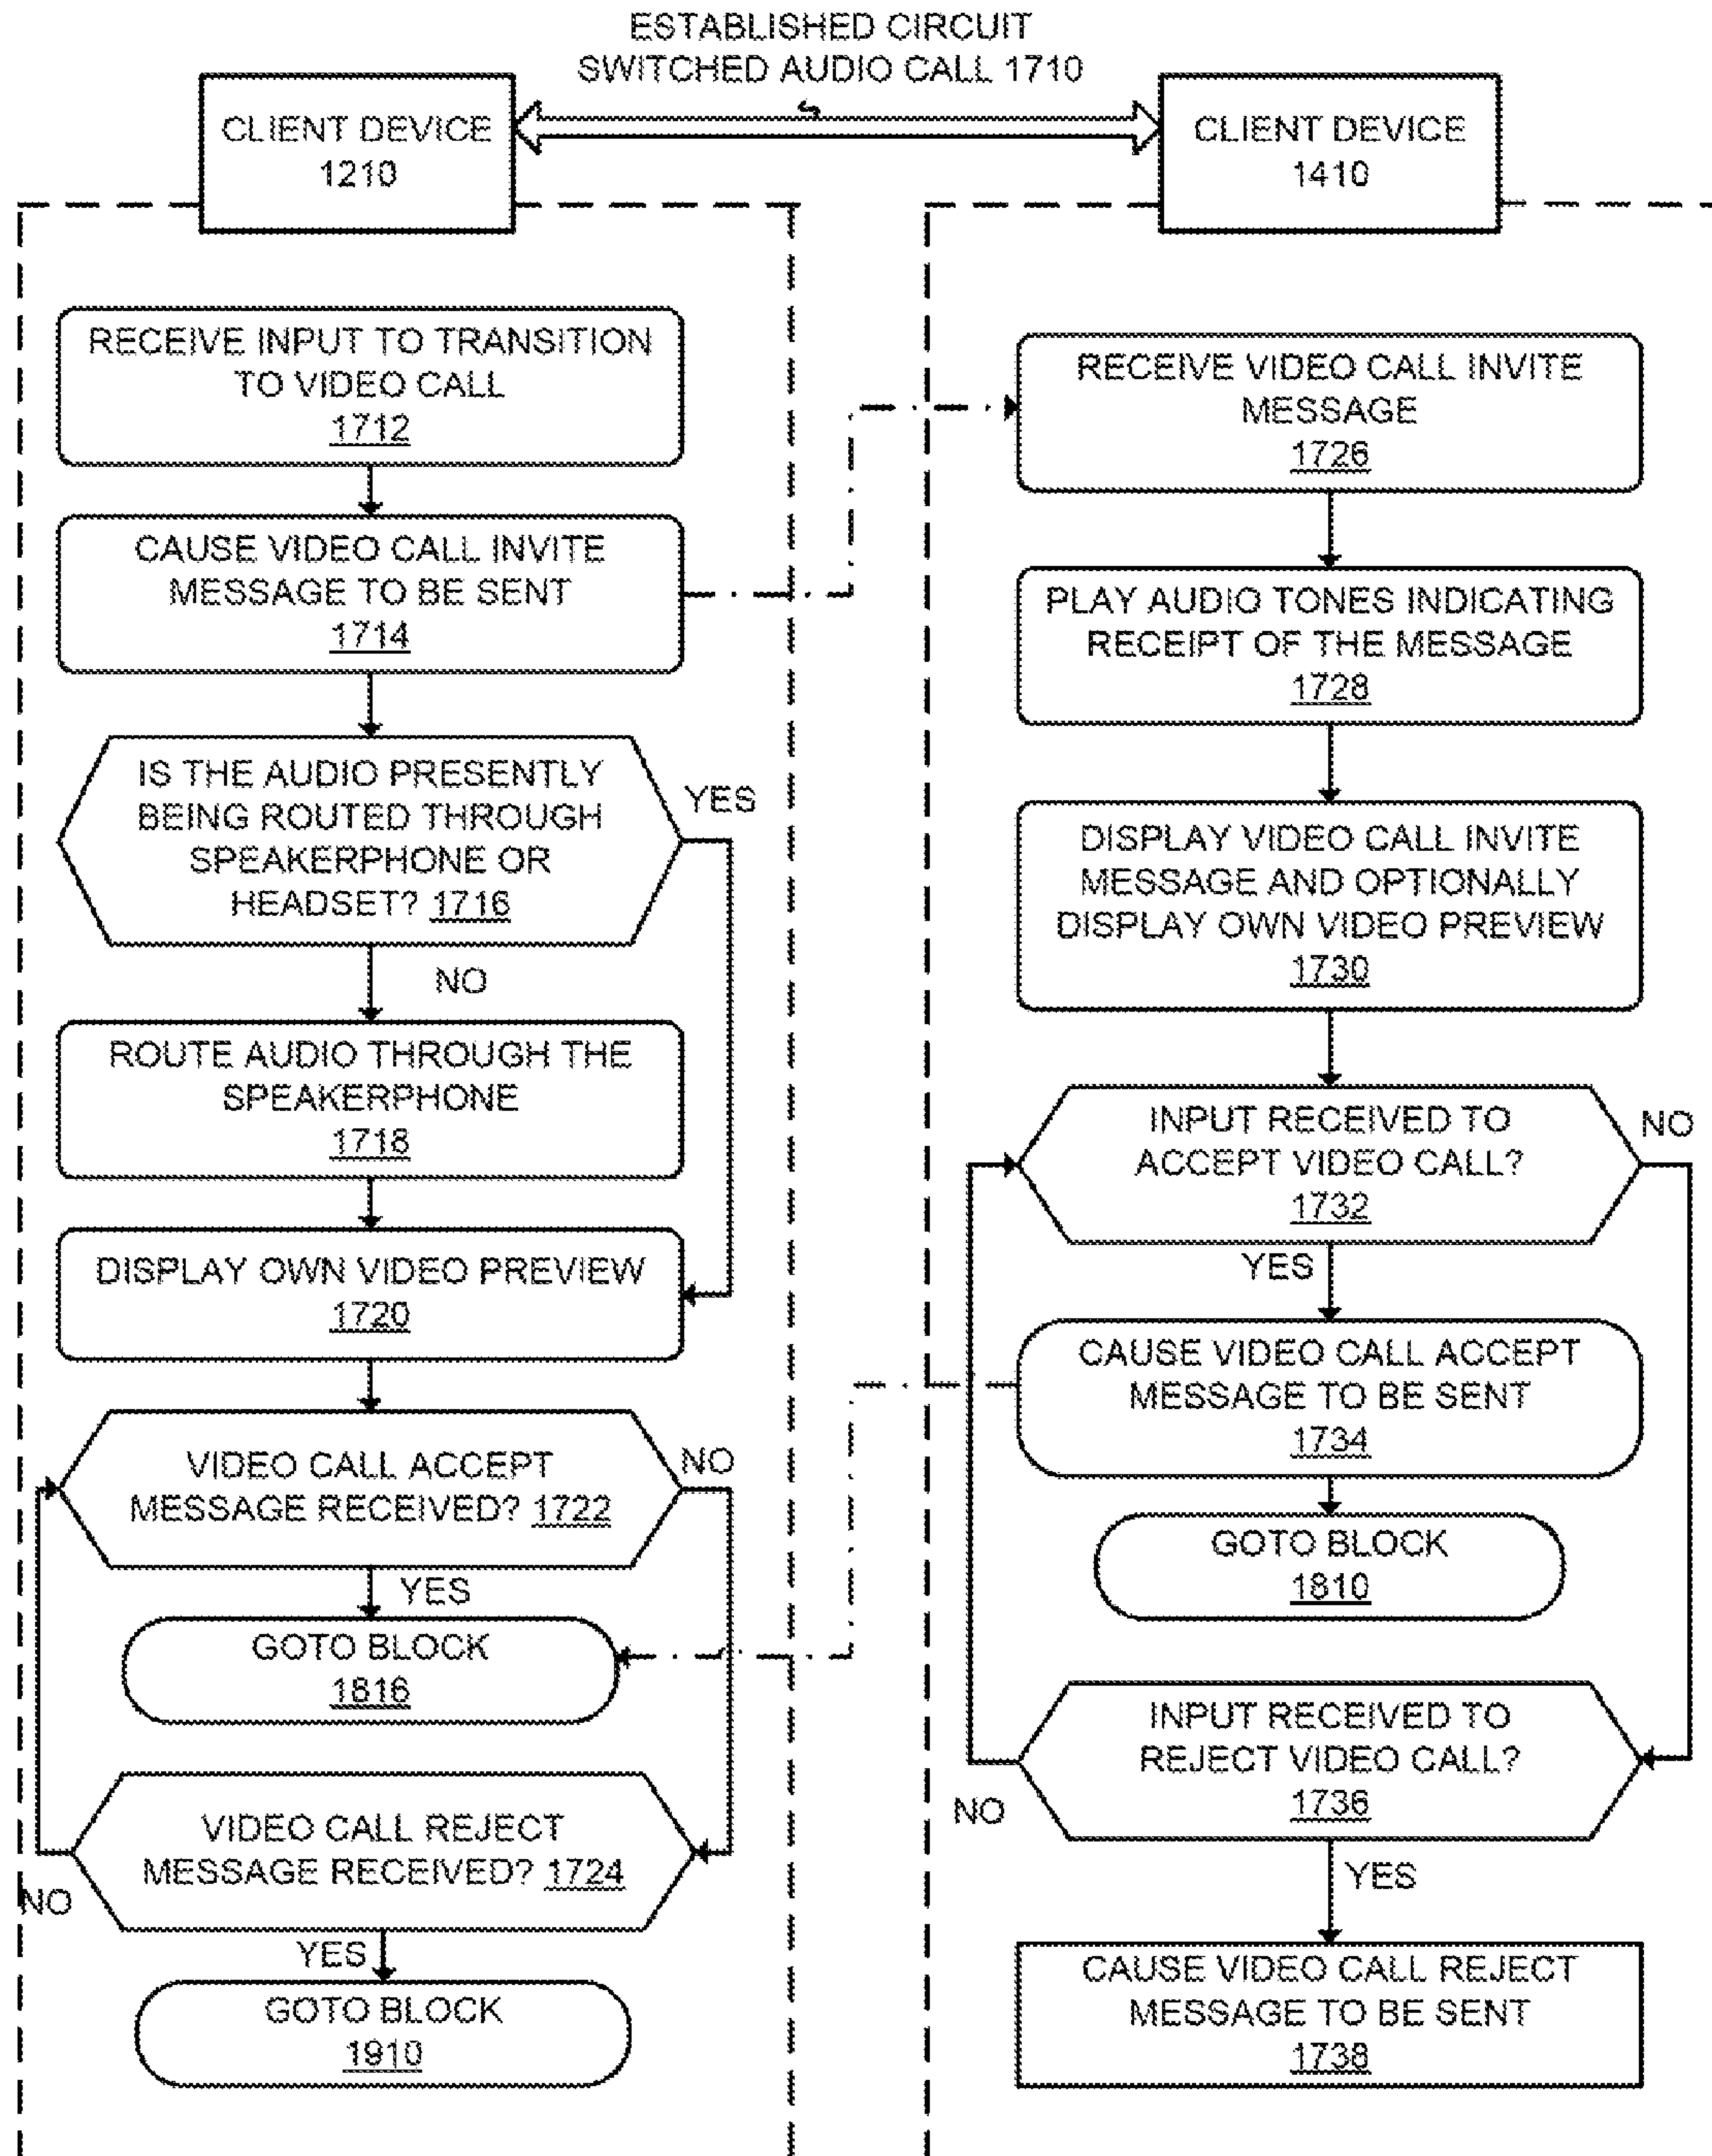 ESTABLISHED CIRCUIT
SWITCHED AUDIO CALL 1710
CLIENT DEVICE
1210
CLIENT DEVICE
1410
RECEIVE INPUT TO TRANSITION
TO VIDEO CALL
1712
CAUSE VIDEO CALL INVITE
MESSAGE TO BE SENT
1714
IS THE AUDIO PRESENTLY
BEING ROUTED THROUGH
SPEAKERPHONE OR
HEADSET? 1716
YES
NO
ROUTE AUDIO THROUGH THE
SPEAKERPHONE
1718
DISPLAY OWN VIDEO PREVIEW
1720
VIDEO CALL ACCEPT
MESSAGE RECEIVED? 1722
NO
YES
GOTO BLOCK
1816
VIDEO CALL REJECT
MESSAGE RECEIVED? 1724
NO
YES
GOTO BLOCK
1910
RECEIVE VIDEO CALL INVITE
MESSAGE
1726
PLAY AUDIO TONES INDICATING
RECEIPT OF THE MESSAGE
1728
DISPLAY VIDEO CALL INVITE
MESSAGE AND OPTIONALLY
DISPLAY OWN VIDEO PREVIEW
1730
INPUT RECEIVED TO
ACCEPT VIDEO CALL?
1732
NO
YES
CAUSE VIDEO CALL ACCEPT
MESSAGE TO BE SENT
1734
GOTO BLOCK
1810
INPUT RECEIVED TO
REJECT VIDEO CALL?
1736
NO
YES
CAUSE VIDEO CALL REJECT
MESSAGE TO BE SENT
1738